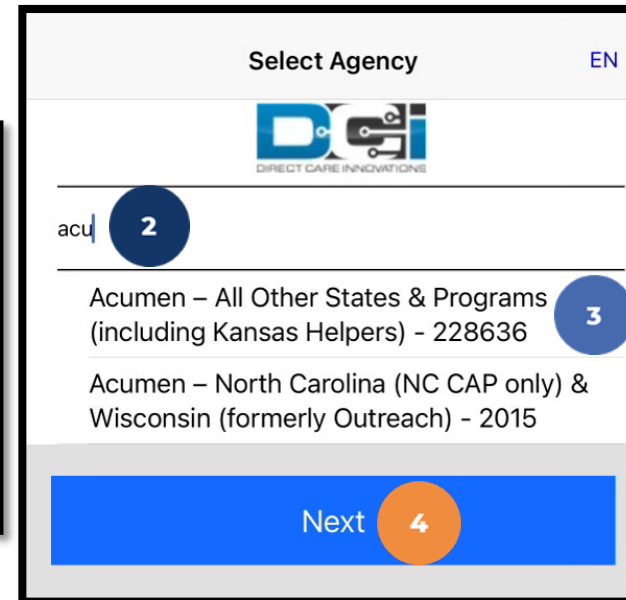 Select Agency
EN
DCi
DIRECT CARE INNOVATIONS
acu
2
Acumen – All Other States & Programs
(including Kansas Helpers) - 228636
3
Acumen – North Carolina (NC CAP only) &
Wisconsin (formerly Outreach) - 2015
Next
4